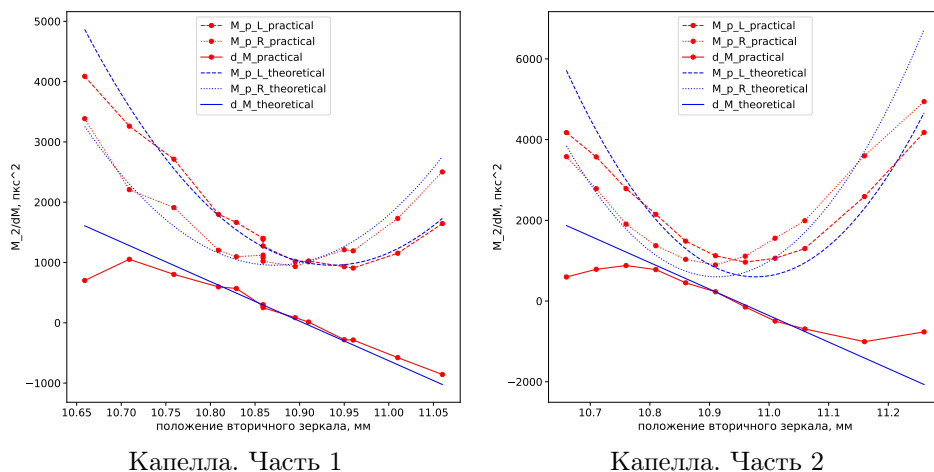 5000
4000
3000
2000
1000
0
−1000
M_2/dM, пкс^2
M_p_L_practical
M_p_R_practical
d_M_practical
M_p_L_theoretical
M_p_R_theoretical
d_M_theoretical
10.65 10.70 10.75 10.80 10.85 10.90 10.95 11.00 11.05
положение вторичного зеркала, мм
Капелла. Часть 1
6000
4000
2000
0
−2000
M_2/dM, пкс^2
M_p_L_practical
M_p_R_practical
d_M_practical
M_p_L_theoretical
M_p_R_theoretical
d_M_theoretical
10.7 10.8 10.9 11.0 11.1 11.2
положение вторичного зеркала, мм
Капелла. Часть 2